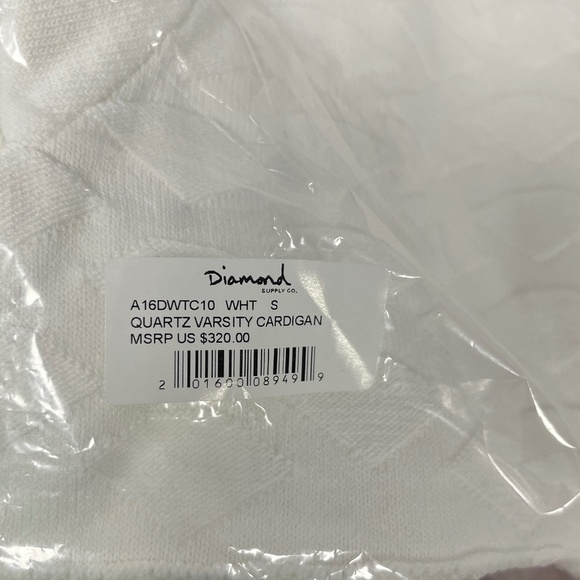 Diamond
SUPPLY CO.
A16DWTC10 WHT S
QUARTZ VARSITY CARDIGAN
MSRP US $320.00
2 01600 08949 9